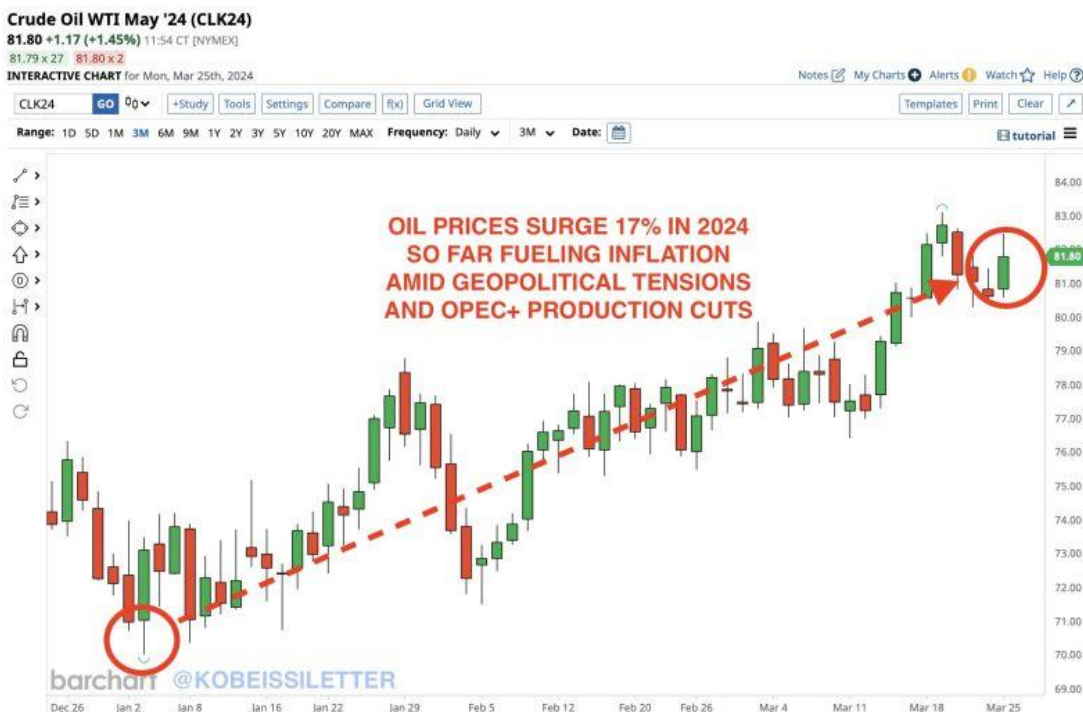 Crude Oil WTI May '24 (CLK24)
81.80 +1.17 (+1.45%) 11:54 CT [NYMEX]
81.79 x 27 81.80 x 2
INTERACTIVE CHART for Mon, Mar 25th, 2024
Notes My Charts Alerts Watch Help
CLK24 GO +Study Tools Settings Compare f(x) Grid View Templates Print Clear
Range: 1D 5D 1M 3M 6M 9M 1Y 2Y 3Y 5Y 10Y 20Y MAX Frequency: Daily 3M Date: tutorial
OIL PRICES SURGE 17% IN 2024
SO FAR FUELING INFLATION
AMID GEOPOLITICAL TENSIONS
AND OPEC+ PRODUCTION CUTS
84.00
83.00
81.80
81.00
80.00
79.00
78.00
77.00
76.00
75.00
74.00
73.00
72.00
71.00
70.00
69.00
barchart @KOBEISSILETTER
Dec 26 Jan 2 Jan 8 Jan 16 Jan 22 Jan 29 Feb 5 Feb 12 Feb 20 Feb 26 Mar 4 Mar 11 Mar 18 Mar 25